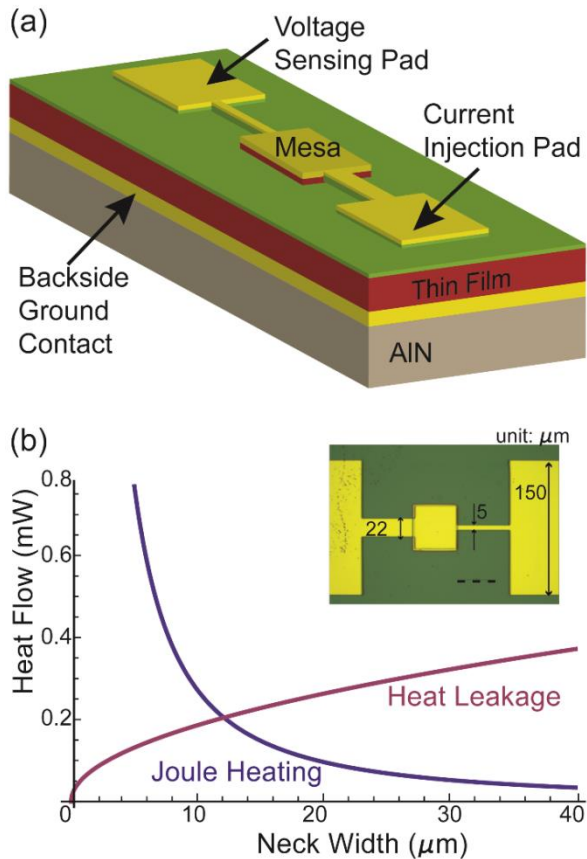 (a)
Voltage
Sensing Pad
Current
Injection Pad
Mesa
Backside
Ground
Contact
Thin Film
AlN
(b)
unit: μm
0.8
0.6
0.4
0.2
22
5
150
Heat Flow (mW)
Heat Leakage
Joule Heating
0
10
20
30
40
Neck Width (μm)